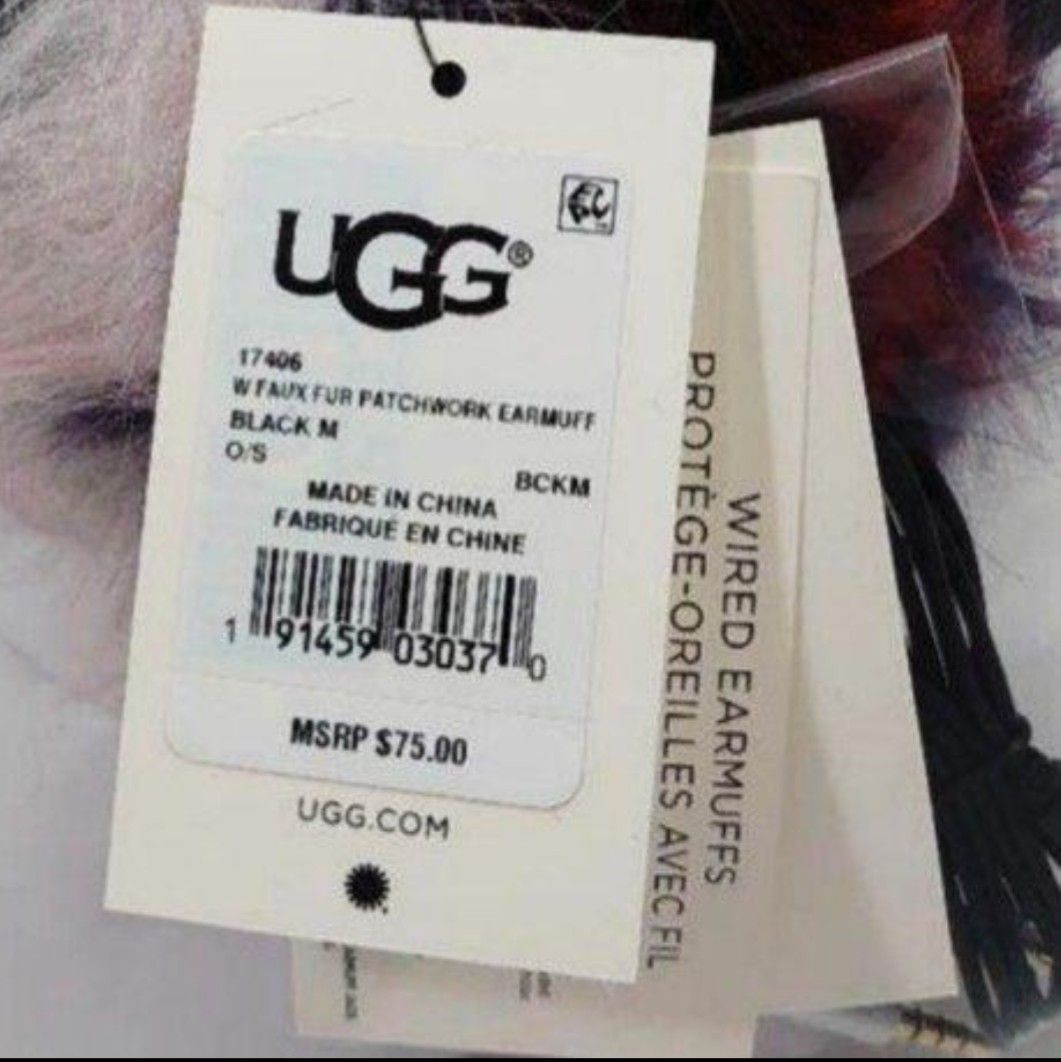 UGG®
17406
W FAUX FUR PATCHWORK EARMUFF
BLACK M
O/S
BCKM
MADE IN CHINA
FABRIQUÉ EN CHINE
1 91459 03037 0
MSRP $75.00
UGG.COM
WIRED EARMUFFS
PROTÈGE-OREILLES AVEC FIL